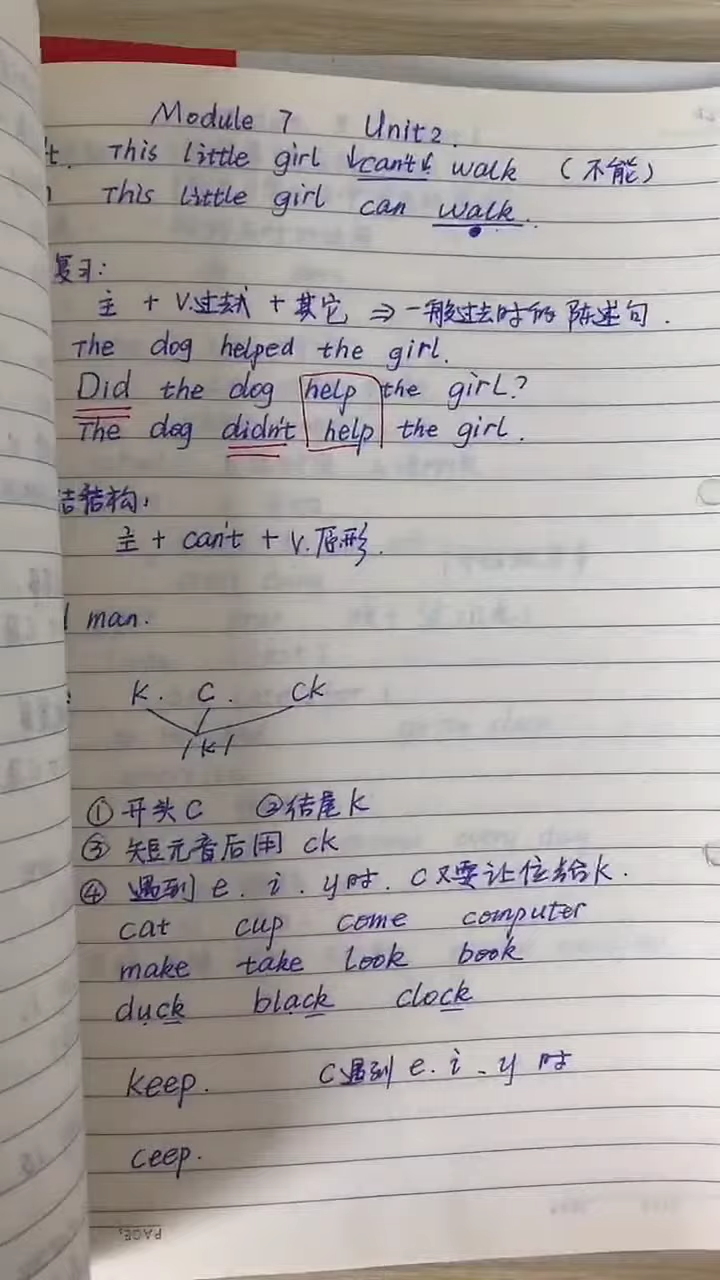 Module 7 Unit 2.
t. This little girl ↓can't↓ walk (不能)
This little girl can walk.
复习:
主 + V.过去式 + 其它 ⇒ 一般过去时的 陈述句.
The dog helped the girl.
Did the dog help the girl?
The dog didn't help the girl.
结结构:
主 + can't + V.原形.
man.
k. c. ck
/k/
① 开头 c ② 结尾 k
③ 短元音后用 ck
④ 遇到 e. i. y 时. c 又要让位给 k.
cat cup come computer
make take look book
duck black clock
keep. c 遇到 e. i. y 时
ceep.
PAGE: